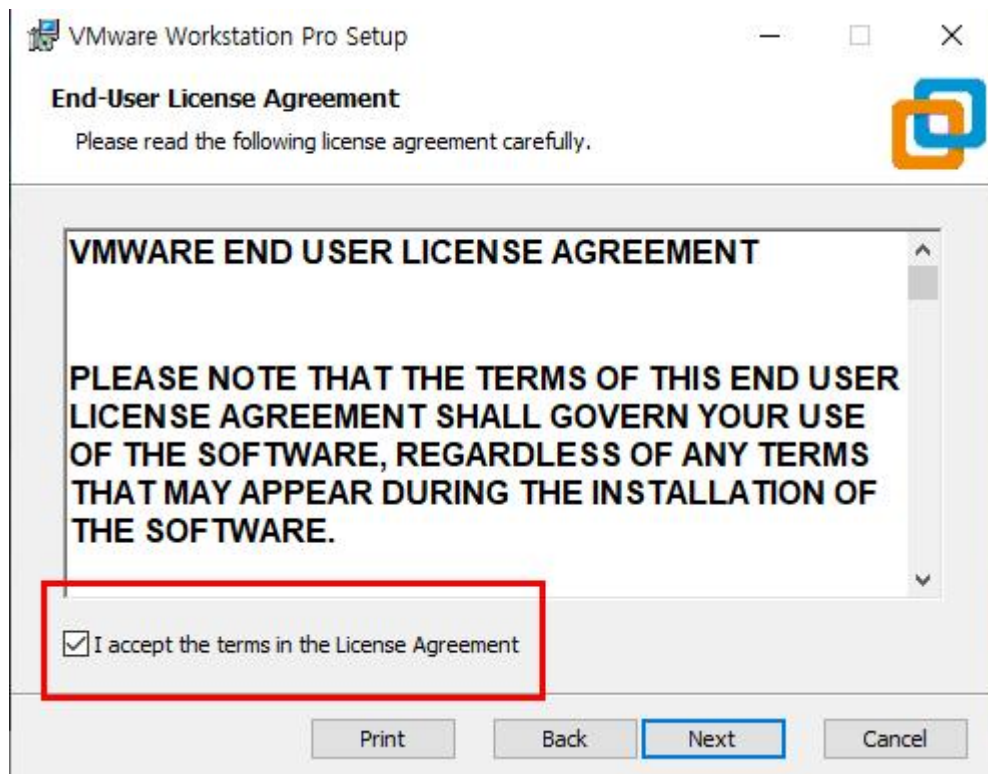 VMware Workstation Pro Setup
End-User License Agreement
Please read the following license agreement carefully.
VMWARE END USER LICENSE AGREEMENT
PLEASE NOTE THAT THE TERMS OF THIS END USER
LICENSE AGREEMENT SHALL GOVERN YOUR USE
OF THE SOFTWARE, REGARDLESS OF ANY TERMS
THAT MAY APPEAR DURING THE INSTALLATION OF
THE SOFTWARE.
I accept the terms in the License Agreement
Print Back Next Cancel